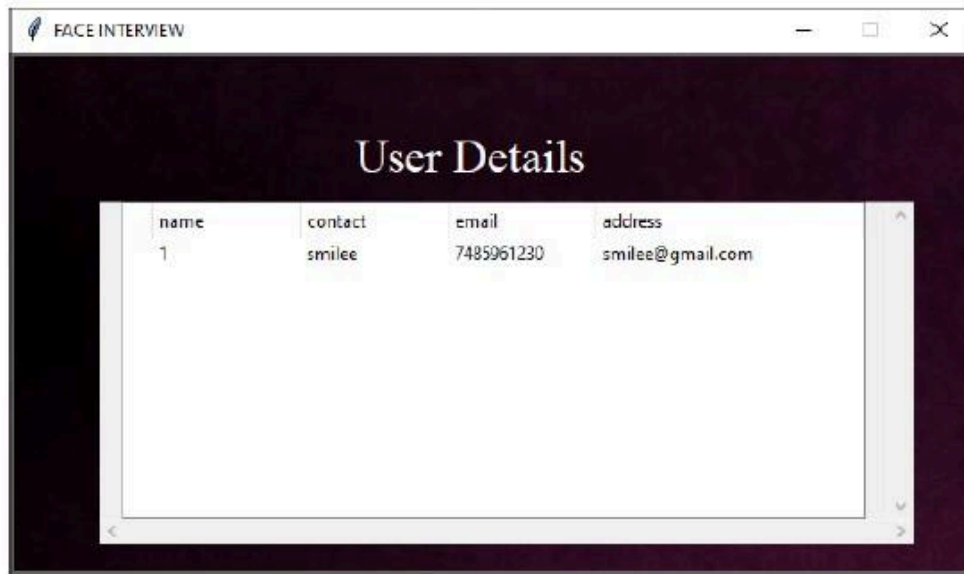 FACE INTERVIEW
User Details
name contact email address
1 smilee 7485961230 smilee@gmail.com